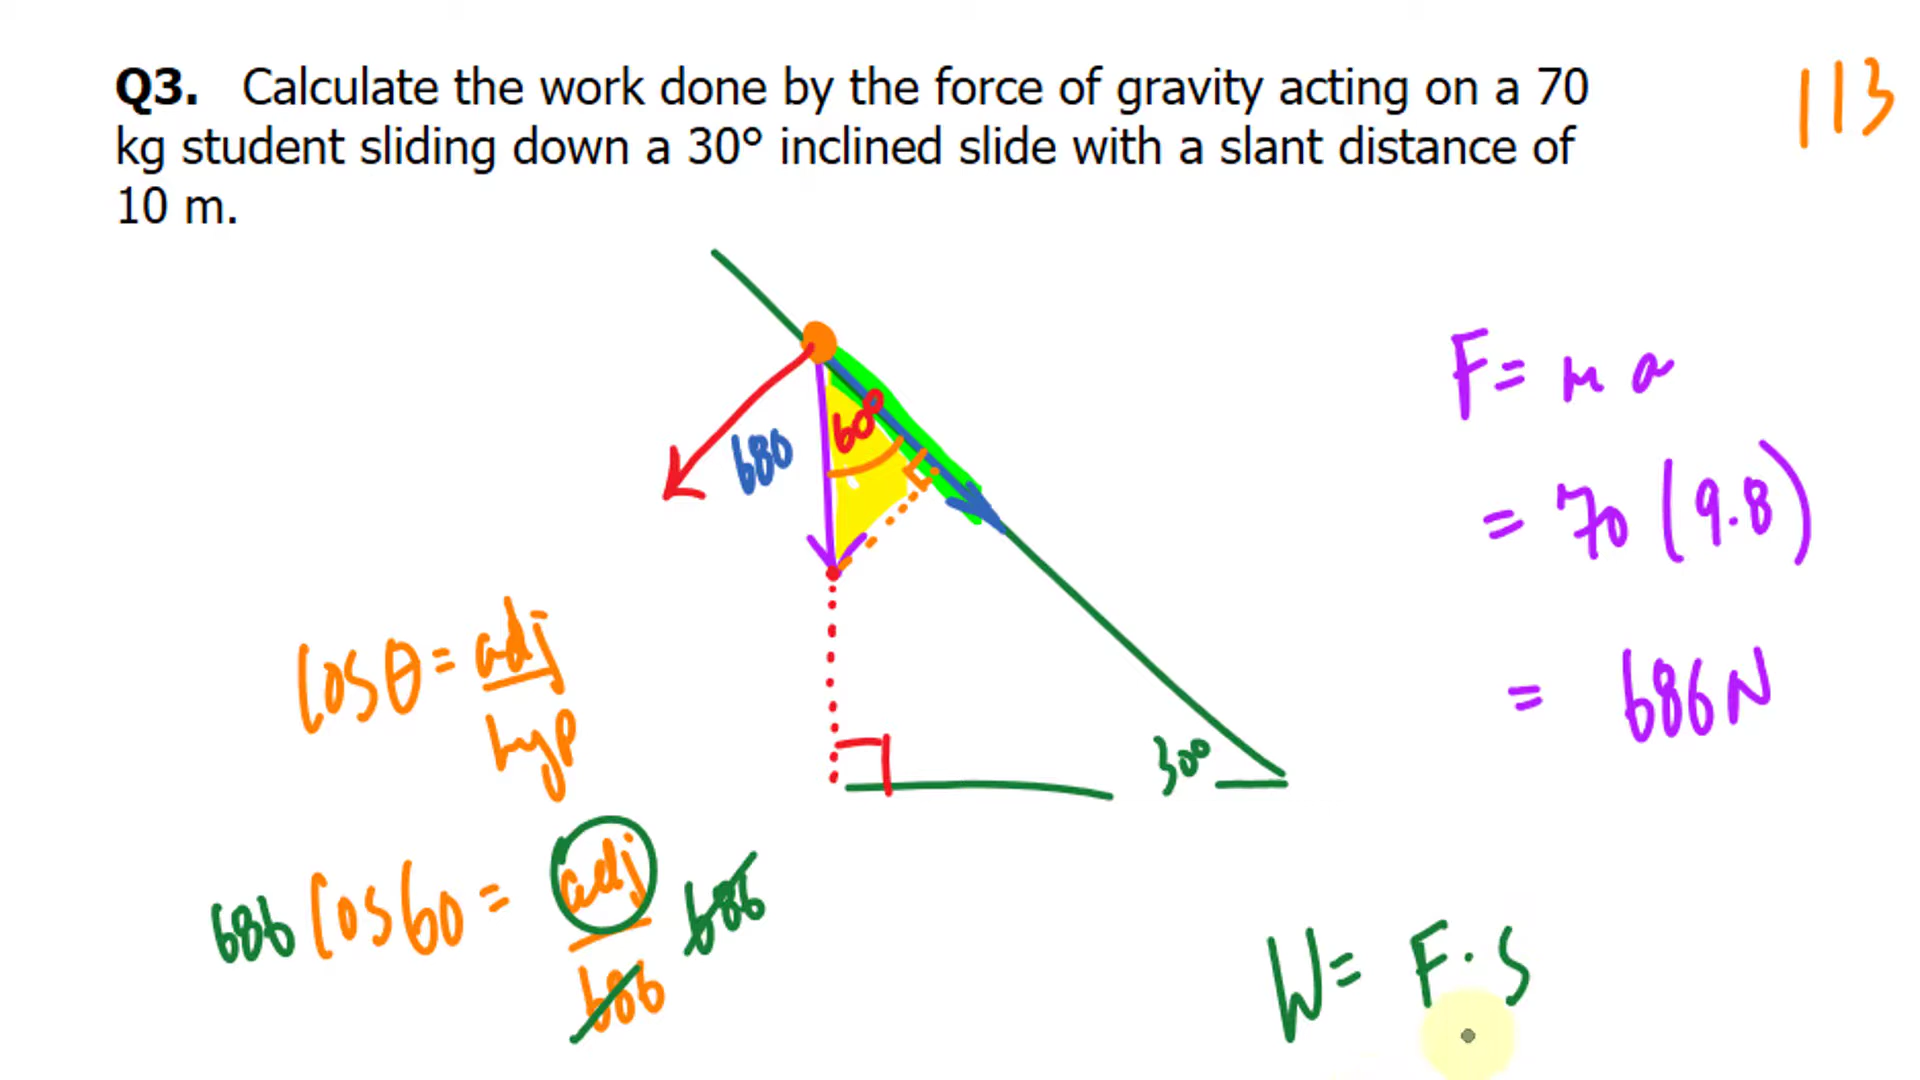 Q3. Calculate the work done by the force of gravity acting on a 70
kg student sliding down a 30° inclined slide with a slant distance of
10 m.
113
F = m a
= 70 (9.8)
= 686 N
680
60°
30°
cos θ = adj
hyp
686 cos 60 = adj 686
686
W = F · S